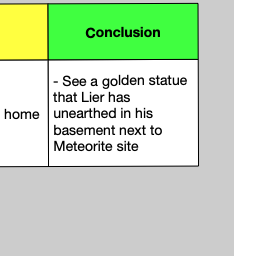 Conclusion
home
- See a golden statue
that Lier has
unearthed in his
basement next to
Meteorite site